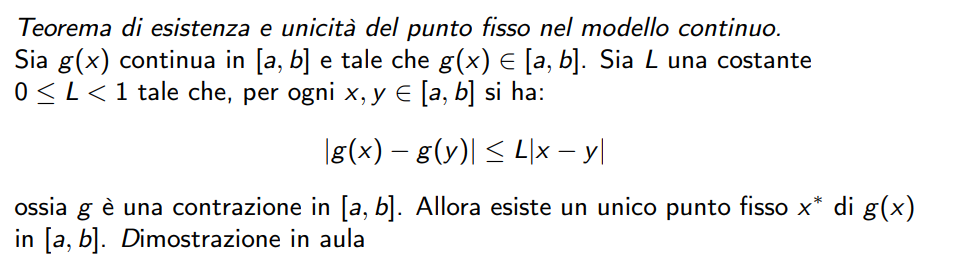 Teorema di esistenza e unicità del punto fisso nel modello continuo.
Sia g(x) continua in [a, b] e tale che g(x) ∈ [a, b]. Sia L una costante
0 ≤ L < 1 tale che, per ogni x, y ∈ [a, b] si ha:
|g(x) − g(y)| ≤ L|x − y|
ossia g è una contrazione in [a, b]. Allora esiste un unico punto fisso x* di g(x)
in [a, b]. Dimostrazione in aula